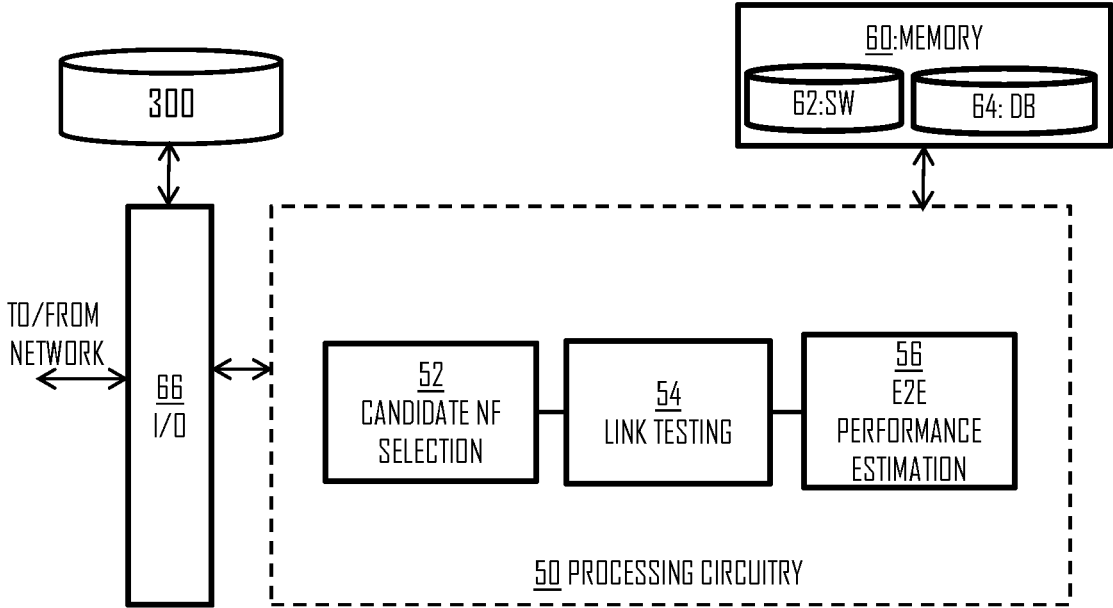 60:MEMORY
300
62:SW
64: DB
TO/FROM
NETWORK
66
I/O
52
CANDIDATE NF
SELECTION
54
LINK TESTING
56
E2E
PERFORMANCE
ESTIMATION
50 PROCESSING CIRCUITRY